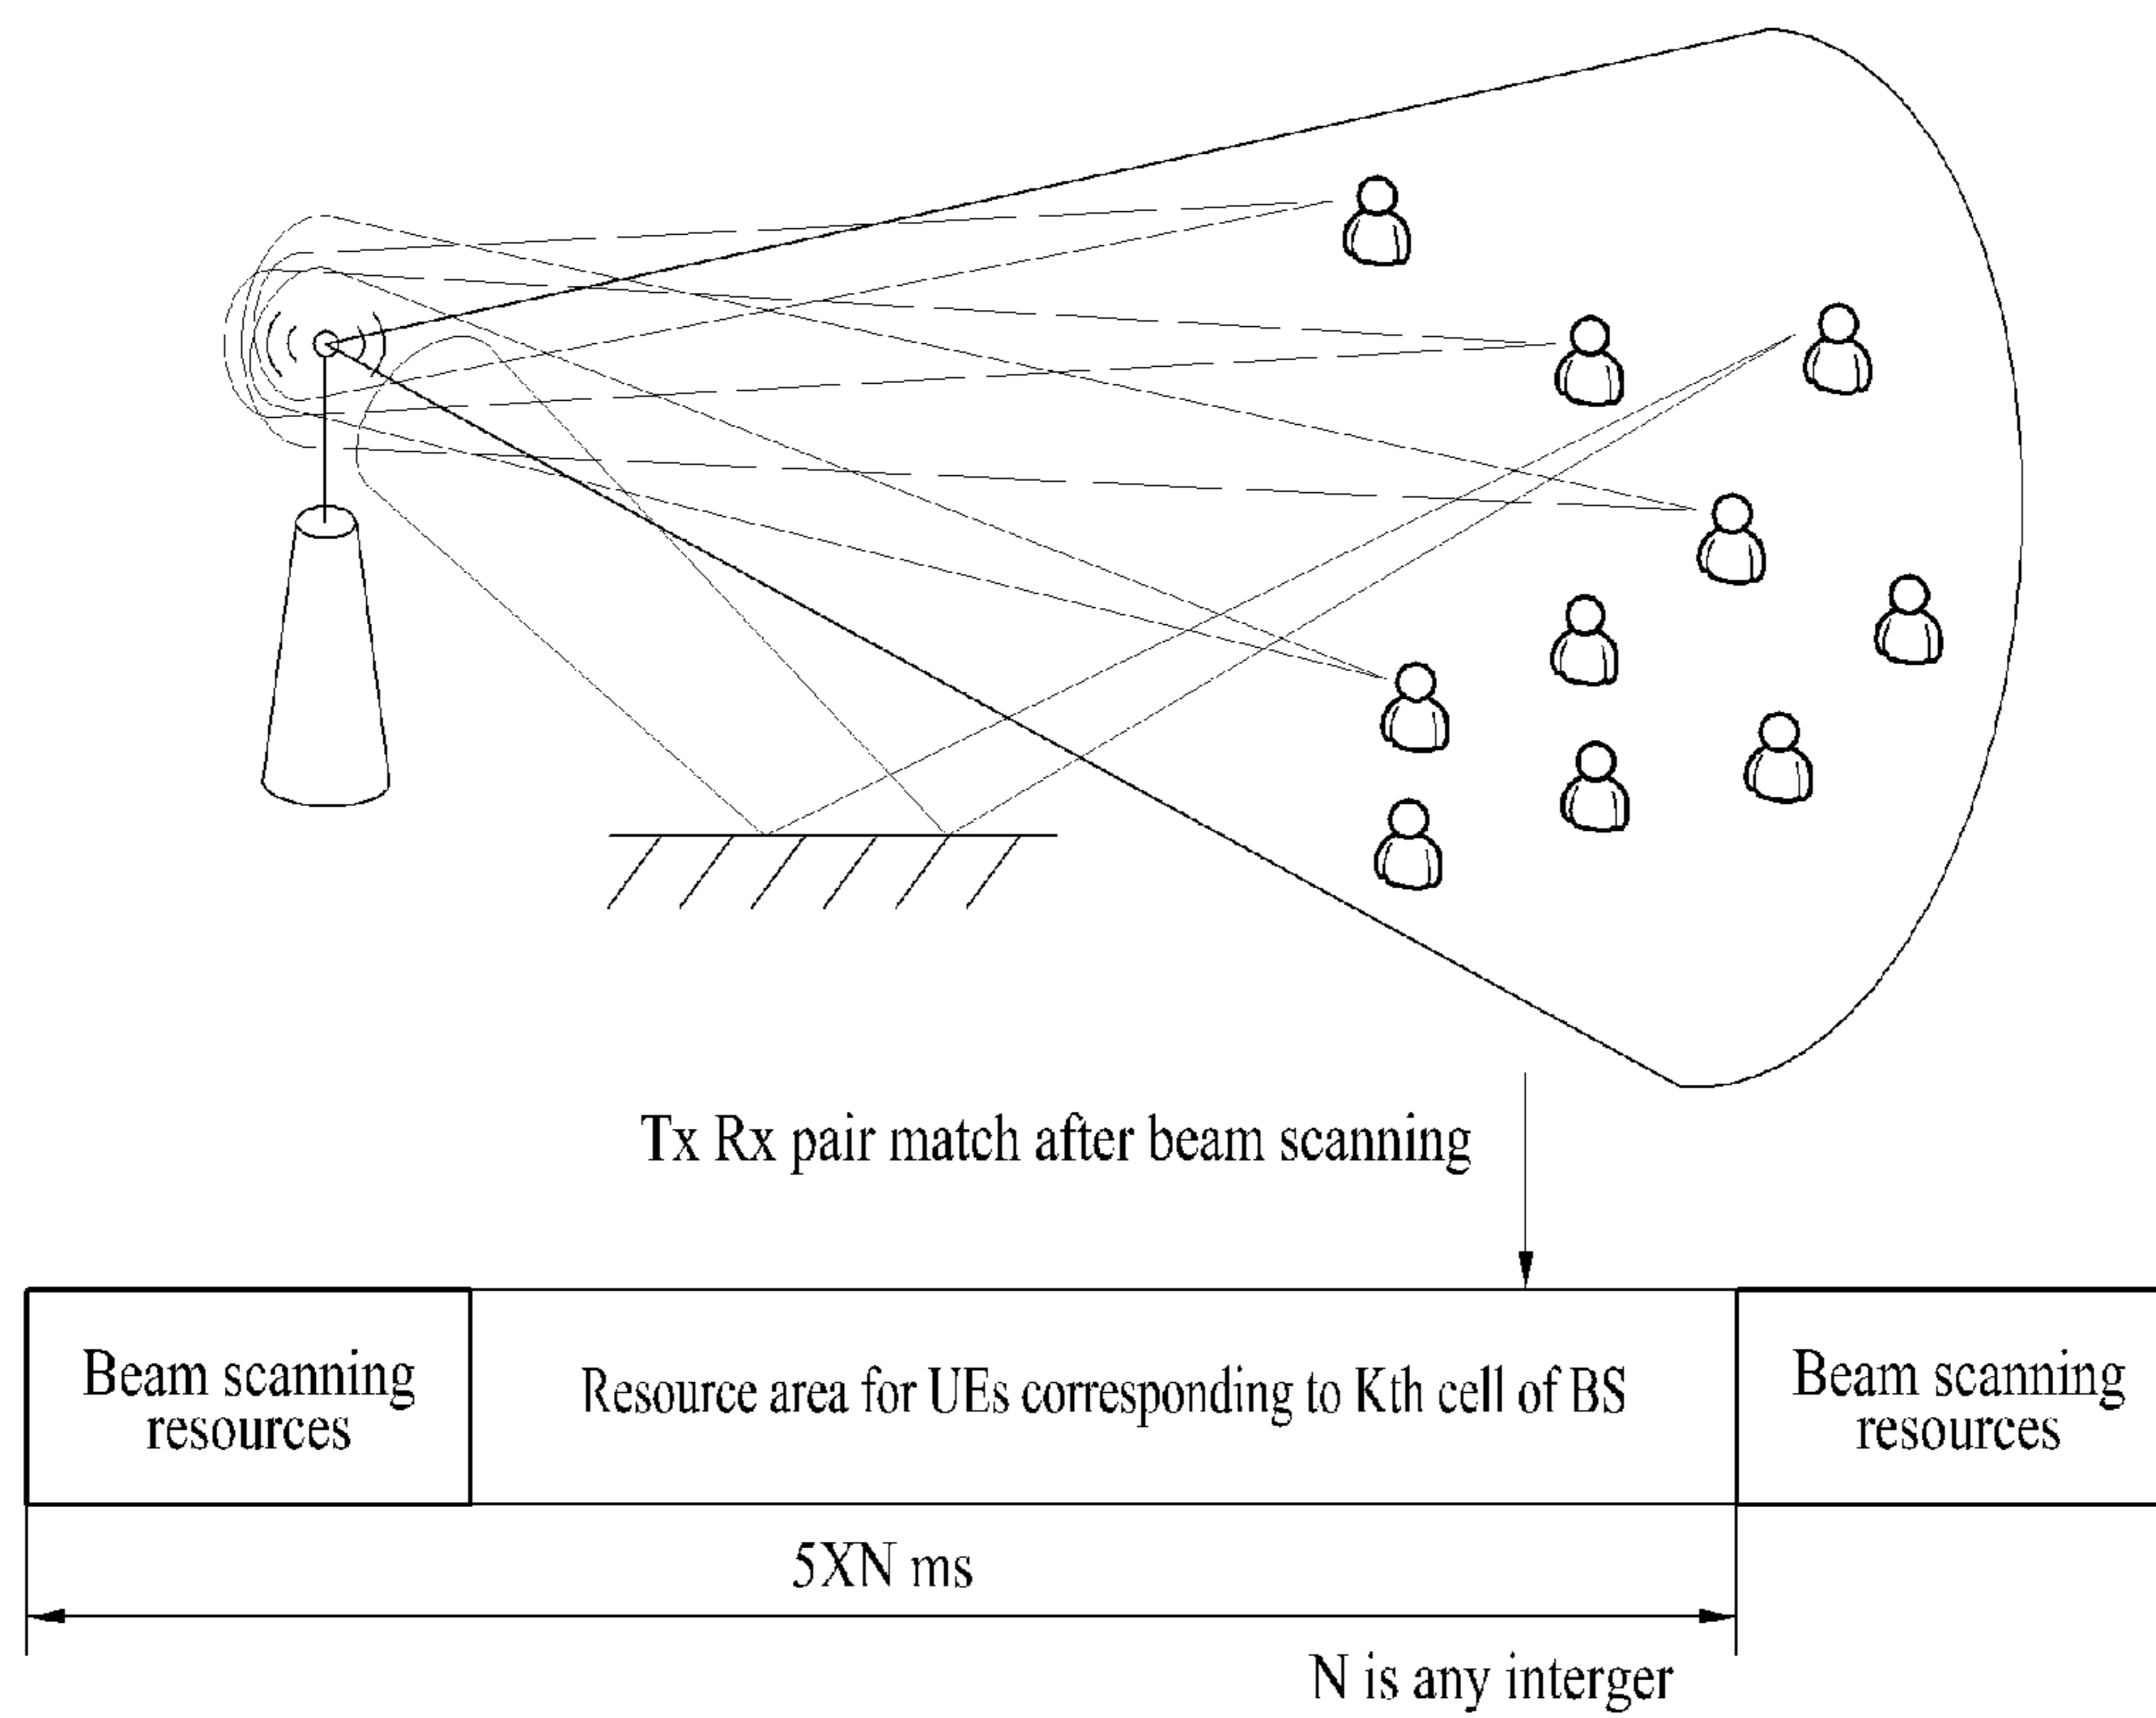 Tx Rx pair match after beam scanning
Beam scanning
resources
Resource area for UEs corresponding to Kth cell of BS
Beam scanning
resources
5XN ms
N is any interger